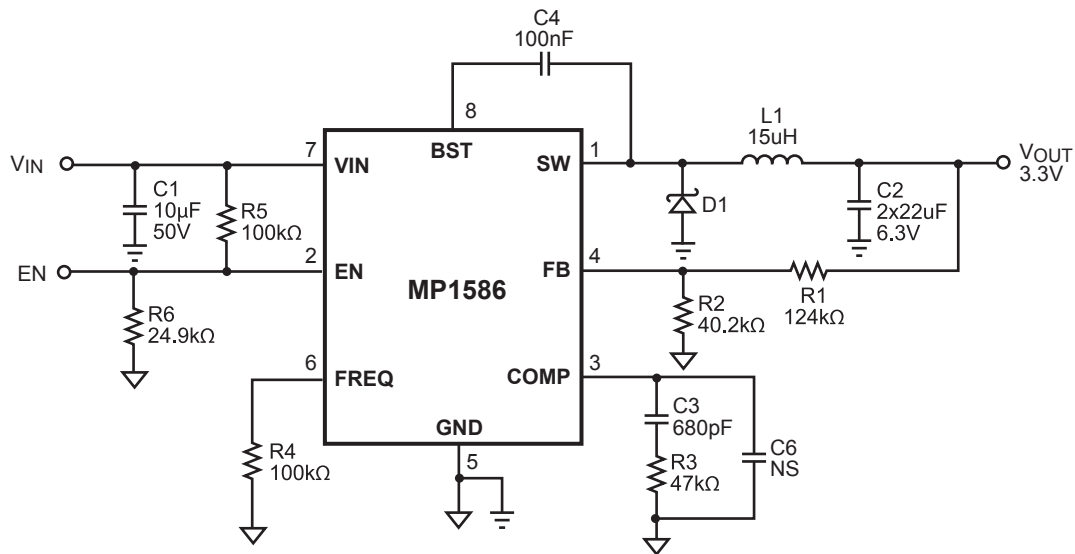 C4
100nF
8
BST
L1
15uH
VIN
7
VIN
SW
1
VOUT
3.3V
C1
10µF
50V
R5
100kΩ
D1
C2
2x22uF
6.3V
EN
2
EN
FB
4
MP1586
R1
124kΩ
R2
40.2kΩ
R6
24.9kΩ
6
FREQ
COMP
3
C3
680pF
GND
5
R4
100kΩ
R3
47kΩ
C6
NS